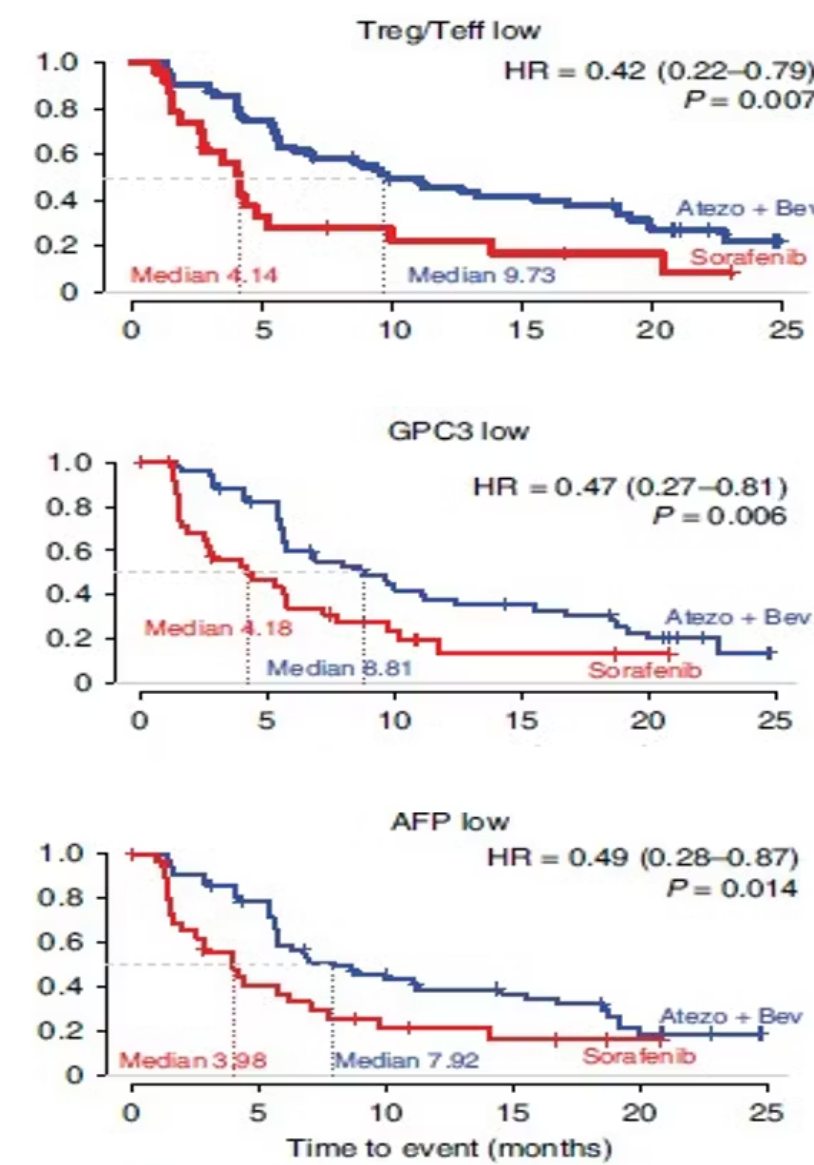 Treg/Teff low
HR = 0.42 (0.22–0.79)
P = 0.007
1.0
0.8
0.6
0.4
0.2
0
Atezo + Bev
Sorafenib
Median 4.14
Median 9.73
0 5 10 15 20 25
GPC3 low
HR = 0.47 (0.27–0.81)
P = 0.006
1.0
0.8
0.6
0.4
0.2
0
Atezo + Bev
Median 4.18
Median 8.81
Sorafenib
0 5 10 15 20 25
AFP low
HR = 0.49 (0.28–0.87)
P = 0.014
1.0
0.8
0.6
0.4
0.2
0
Atezo + Bev
Sorafenib
Median 3.98
Median 7.92
0 5 10 15 20 25
Time to event (months)